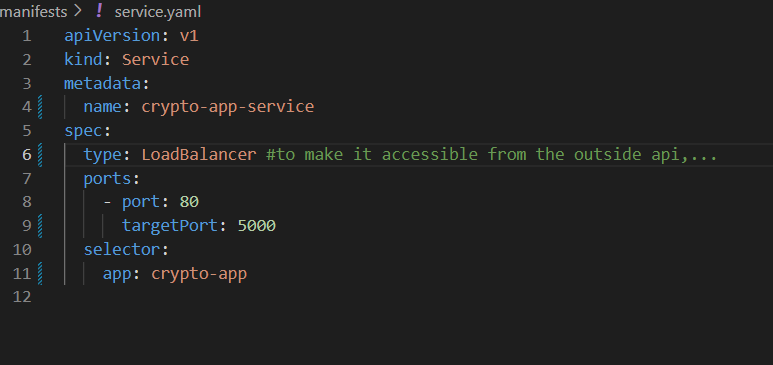 manifests > ! service.yaml
1 apiVersion: v1
2 kind: Service
3 metadata:
4   name: crypto-app-service
5 spec:
6   type: LoadBalancer #to make it accessible from the outside api,...
7   ports:
8     - port: 80
9       targetPort: 5000
10   selector:
11     app: crypto-app
12